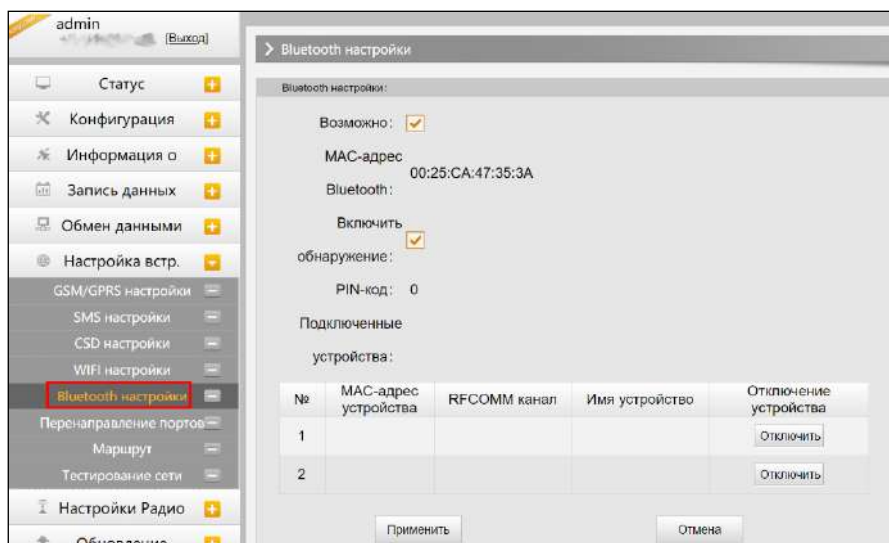 admin
[Выход]
Статус
Конфигурация
Информация о
Запись данных
Обмен данными
Настройка встр.
GSM/GPRS настройки
SMS настройки
CSD настройки
WIFI настройки
Bluetooth настройки
Перенаправление портов
Маршрут
Тестирование сети
Настройки Радио
Обновление
Bluetooth настройки
Bluetooth настройки:
Возможно:
MAC-адрес
Bluetooth:
00:25:CA:47:35:3A
Включить
обнаружение:
PIN-код: 0
Подключенные
устройства:
№ MAC-адрес устройства RFCOMM канал Имя устройство Отключение устройства
1 Отключить
2 Отключить
Применить Отмена